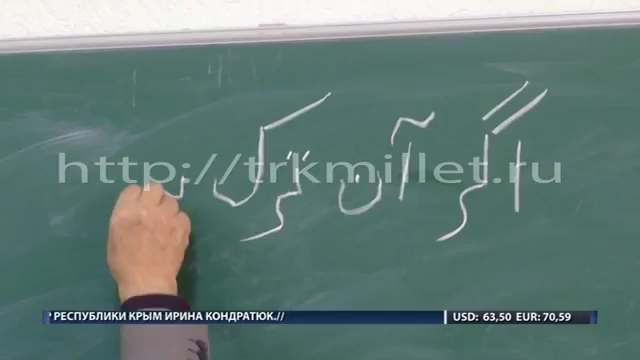 اگر آن ترک
http://trkmillet.ru
РЕСПУБЛИКИ КРЫМ ИРИНА КОНДРАТЮК.//
USD: 63,50 EUR: 70,59